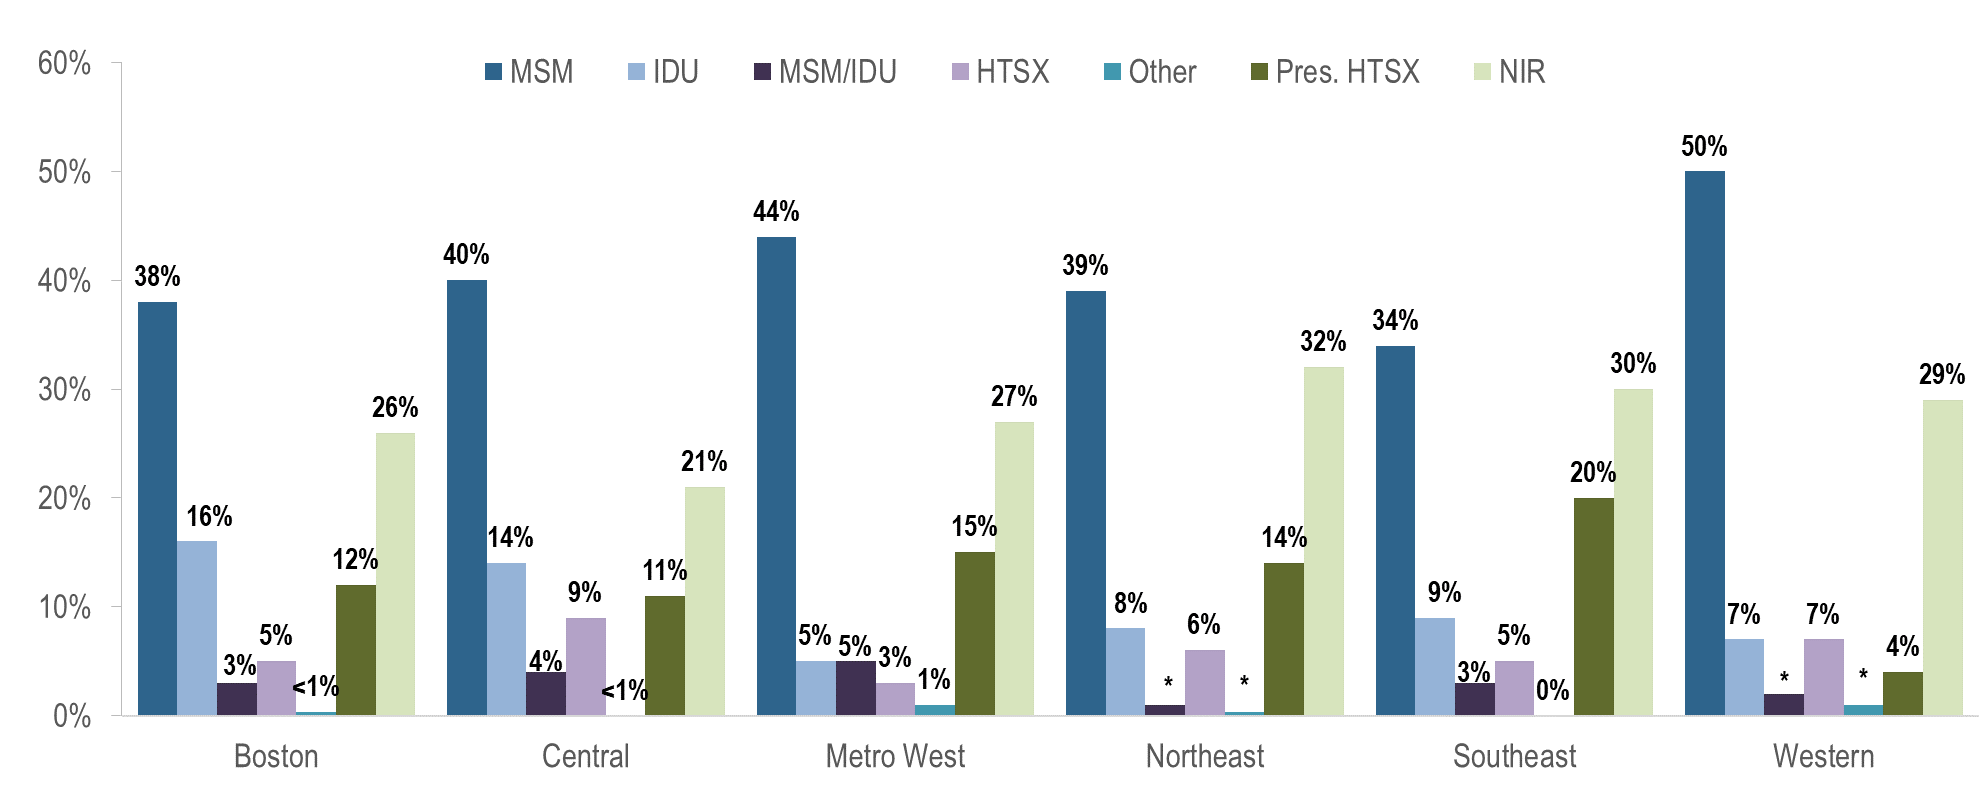 MSM IDU MSM/IDU HTSX Other Pres. HTSX NIR
60%
50%
40%
30%
20%
10%
0%
38% 16% 3% 5% <1% 12% 26%
40% 14% 4% 9% <1% 11% 21%
44% 5% 5% 3% 1% 15% 27%
39% 8% * 6% * 14% 32%
34% 9% 3% 5% 0% 20% 30%
50% 7% * 7% * 4% 29%
Boston Central Metro West Northeast Southeast Western